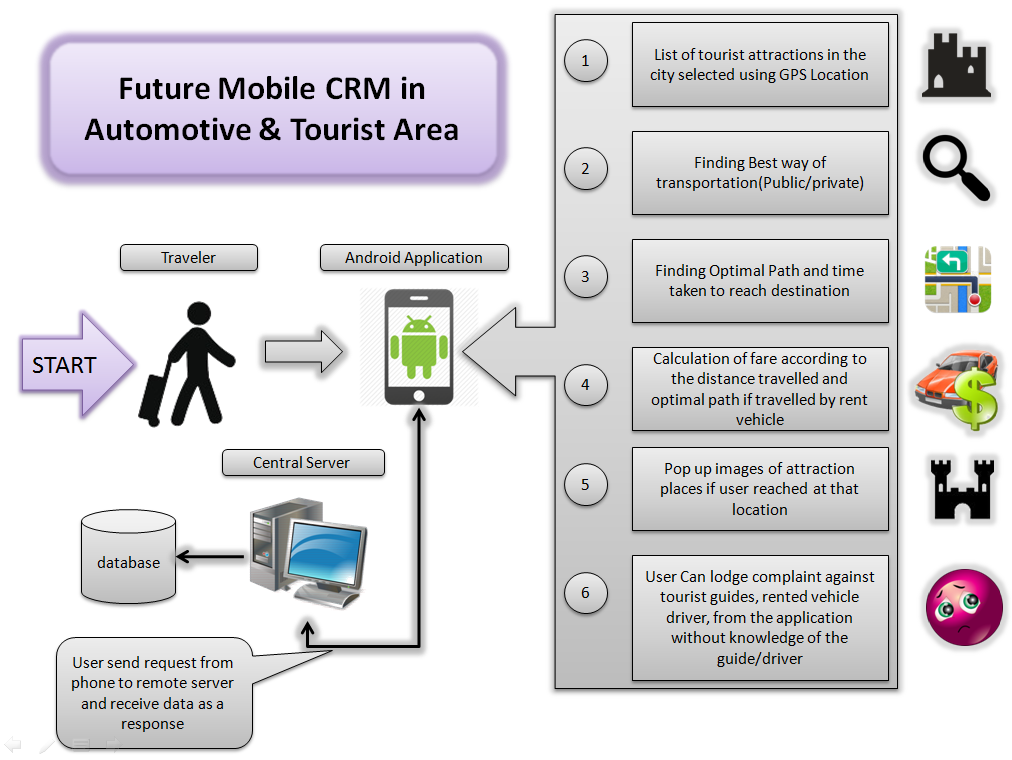 Future Mobile CRM in
Automotive & Tourist Area
1
List of tourist attractions in the
city selected using GPS Location
2
Finding Best way of
transportation(Public/private)
Traveler
Android Application
3
Finding Optimal Path and time
taken to reach destination
START
4
Calculation of fare according to
the distance travelled and
optimal path if travelled by rent
vehicle
Central Server
5
Pop up images of attraction
places if user reached at that
location
database
6
User Can lodge complaint against
tourist guides, rented vehicle
driver, from the application
without knowledge of the
guide/driver
User send request from
phone to remote server
and receive data as a
response